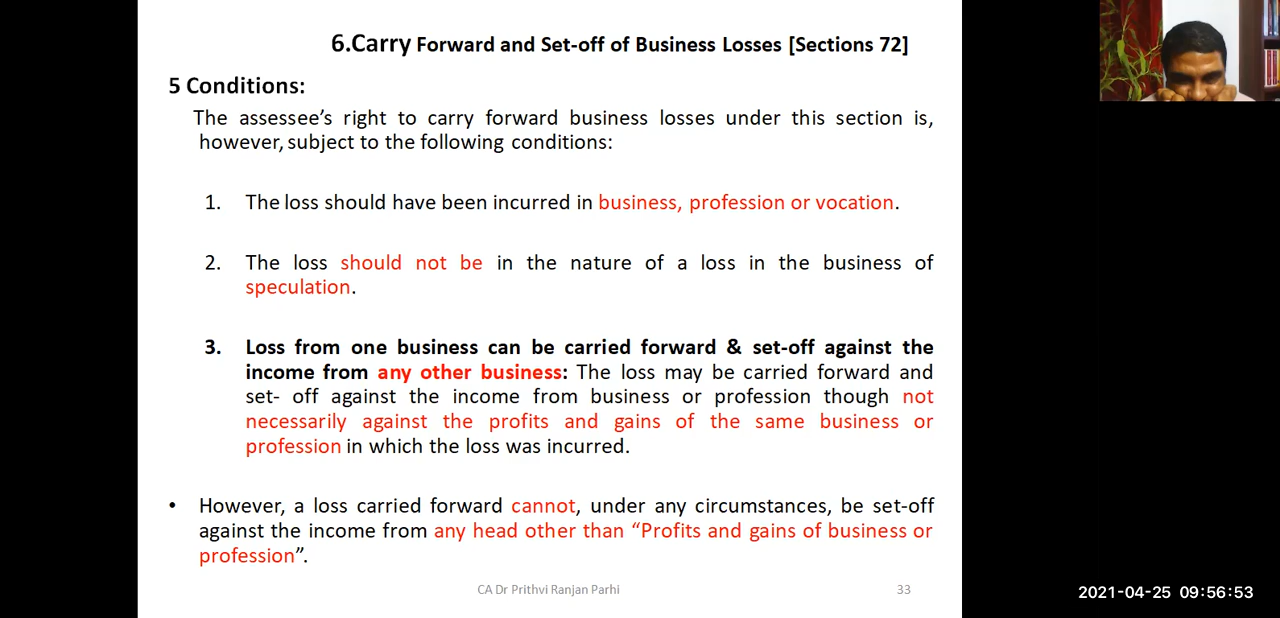 6.Carry Forward and Set-off of Business Losses [Sections 72]
5 Conditions:
The assessee’s right to carry forward business losses under this section is,
however, subject to the following conditions:
1. The loss should have been incurred in business, profession or vocation.
2. The loss should not be in the nature of a loss in the business of
speculation.
3. Loss from one business can be carried forward & set-off against the
income from any other business: The loss may be carried forward and
set- off against the income from business or profession though not
necessarily against the profits and gains of the same business or
profession in which the loss was incurred.
• However, a loss carried forward cannot, under any circumstances, be set-off
against the income from any head other than “Profits and gains of business or
profession”.
CA Dr Prithvi Ranjan Parhi 33
2021-04-25 09:56:53